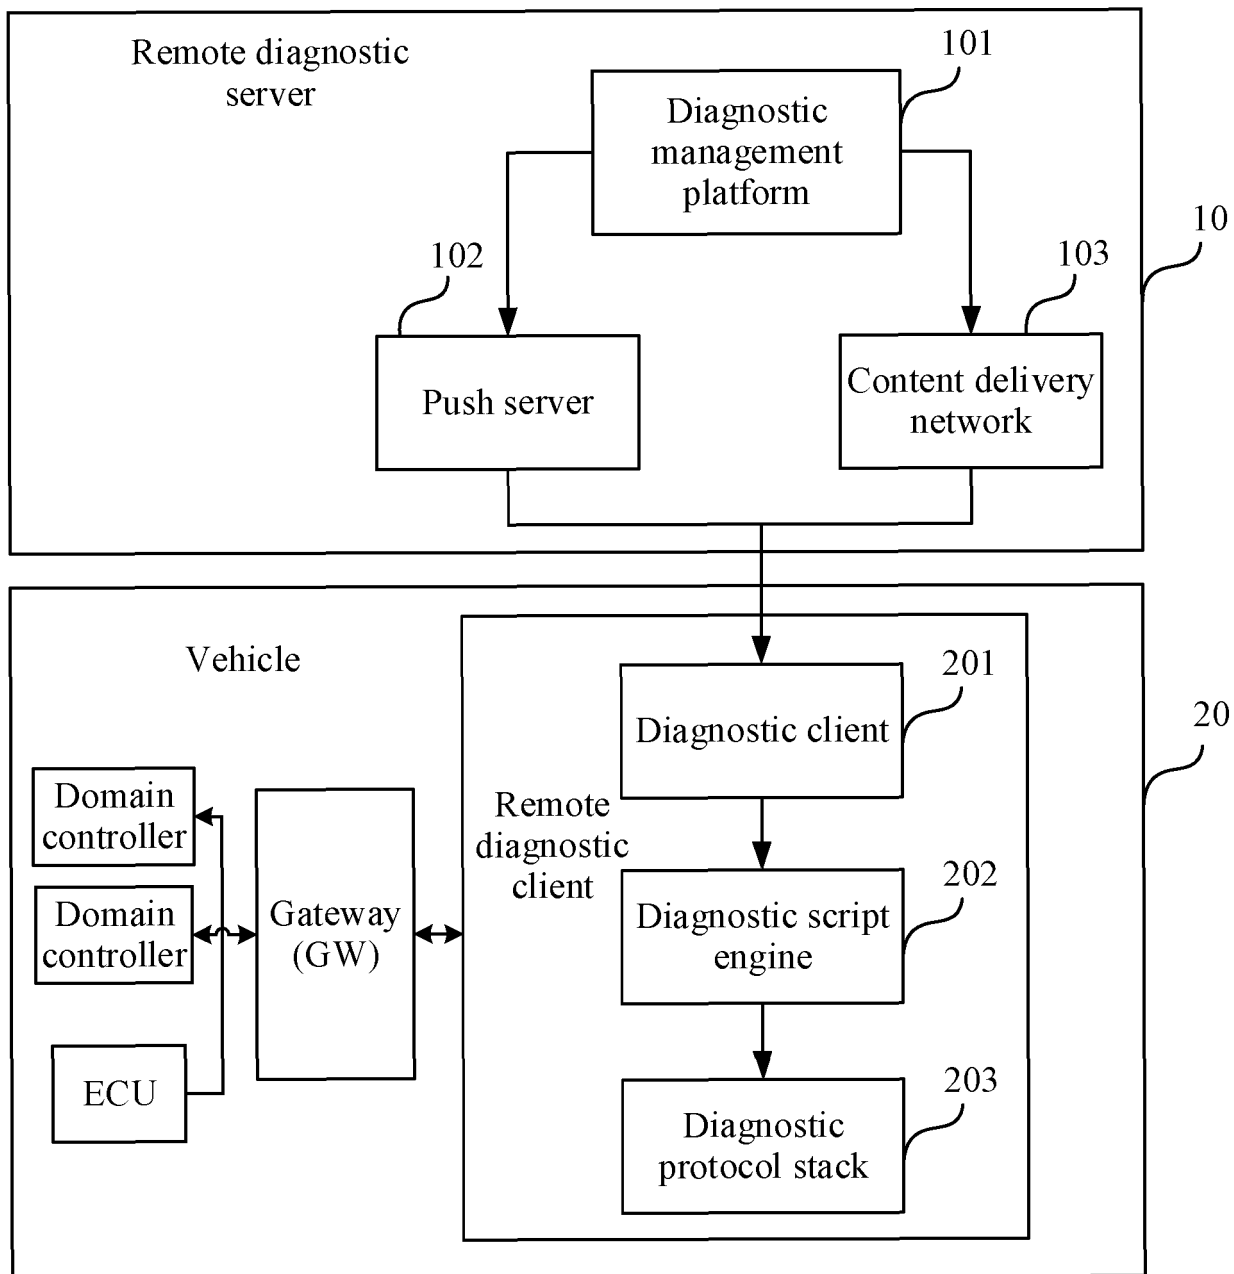 Remote diagnostic
server
101
Diagnostic
management
platform
10
102
103
Push server
Content delivery
network
Vehicle
201
20
Diagnostic client
Domain
controller
Remote
diagnostic
client
202
Domain
controller
Gateway
(GW)
Diagnostic script
engine
ECU
203
Diagnostic
protocol stack